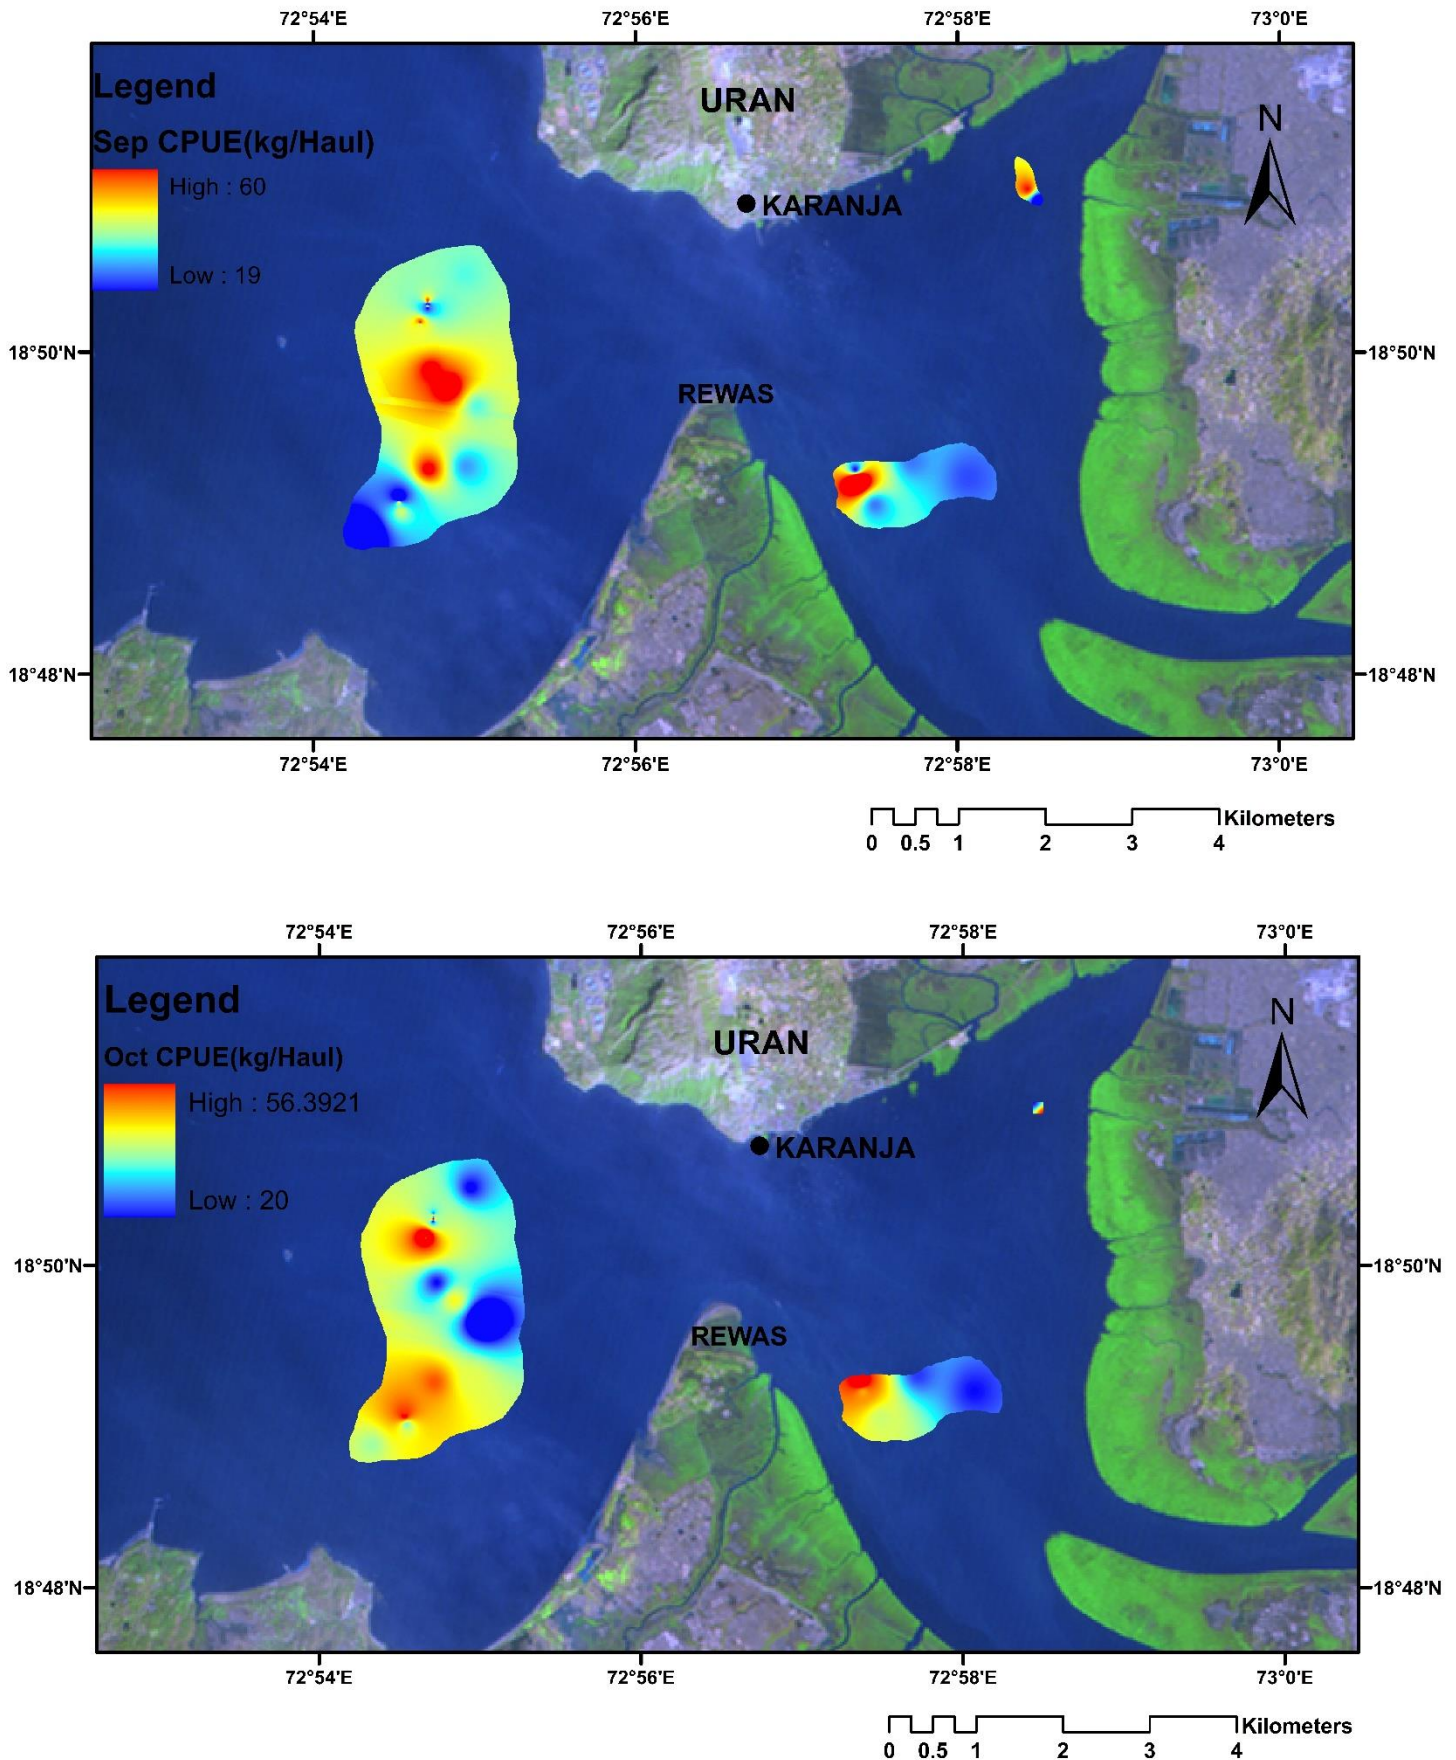 72°54'E 72°56'E 72°58'E 73°0'E
Legend
URAN
N
Sep CPUE(kg/Haul)
High : 60
KARANJA
Low : 19
18°50'N 18°50'N
REWAS
18°48'N 18°48'N
72°54'E 72°56'E 72°58'E 73°0'E
Kilometers
0 0.5 1 2 3 4
72°54'E 72°56'E 72°58'E 73°0'E
Legend
N
URAN
Oct CPUE(kg/Haul)
High : 56.3921
KARANJA
Low : 20
18°50'N 18°50'N
REWAS
18°48'N 18°48'N
72°54'E 72°56'E 72°58'E 73°0'E
Kilometers
0 0.5 1 2 3 4